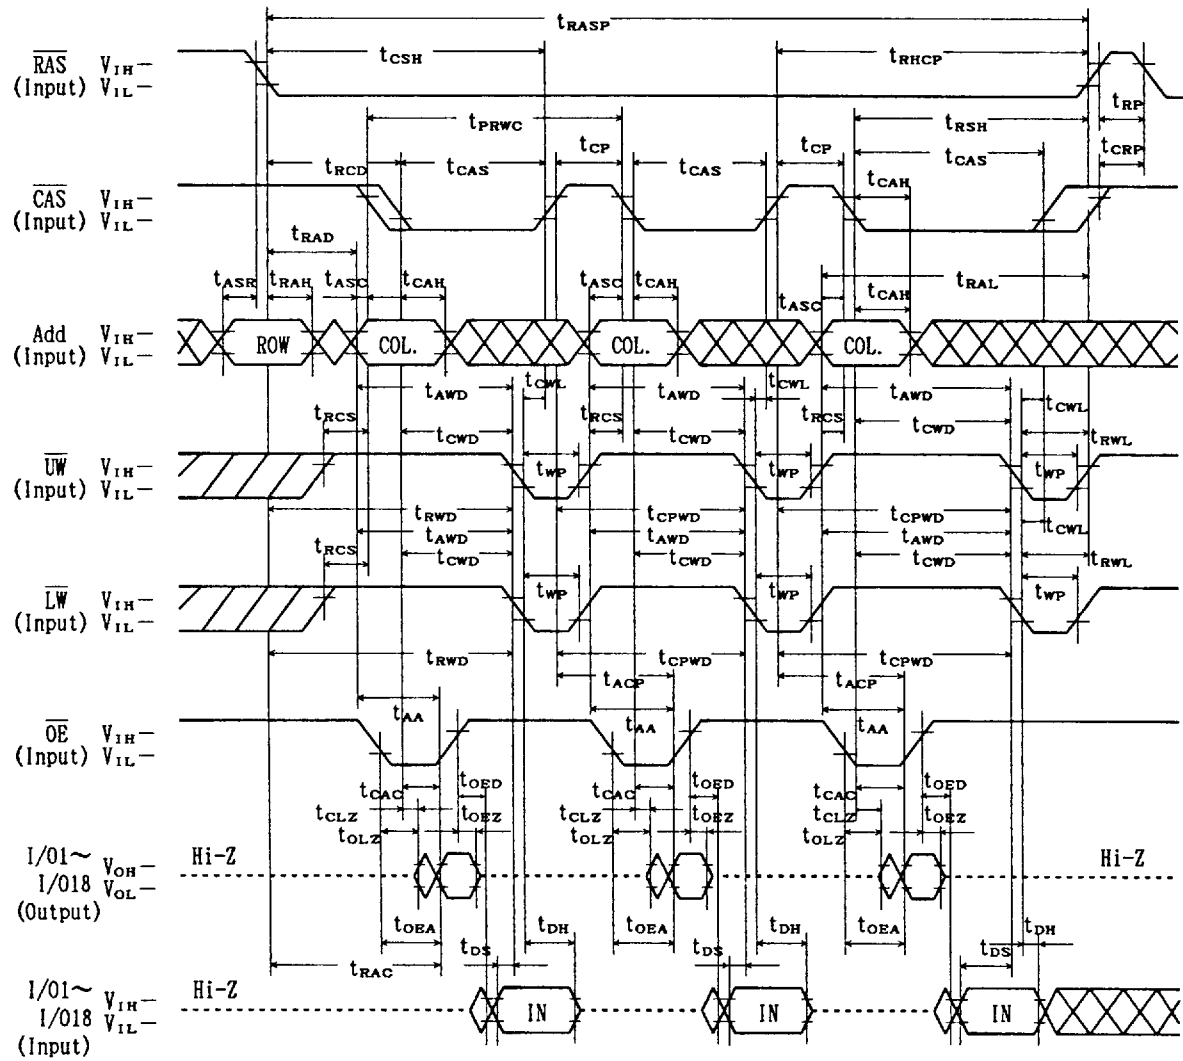 tRASP
RAS VIH
tCSH tRHCP
(Input) VIL
tRP
tPRWC tRSH
tCP tCP tCRP
tRCD tCAS tCAS tCAS
CAS VIH
tCAH
(Input) VIL
tRAD
tASR tRAH tASC tCAH tASC tCAH tASC tCAH tRAL
Add VIH
ROW COL. COL. COL.
(Input) VIL
tAWD tCWL tAWD tCWL tAWD tCWL
tRCS tCWD tRCS tCWD tRCS tCWD tRWL
UW VIH
tWP tWP tWP
(Input) VIL
tRWD tCPWD tCPWD tCWL
tAWD tAWD tAWD
tRCS tCWD tCWD tCWD tRWL
LW VIH
tWP tWP tWP
(Input) VIL
tRWD tCPWD tCPWD
tACP tACP
tAA tAA tAA
OE VIH
(Input) VIL
tCAC tOED tCAC tOED tCAC tOED
tCLZ tOEZ tCLZ tOEZ tCLZ tOEZ
tOLZ tOLZ tOLZ
I/O1~ VOH Hi-Z Hi-Z
I/O18 VOL
(Output)
tOEA tDH tOEA tDH tOEA tDH
tDS tDS tDS
tRAC
I/O1~ VIH Hi-Z
I/O18 VIL IN IN IN
(Input)